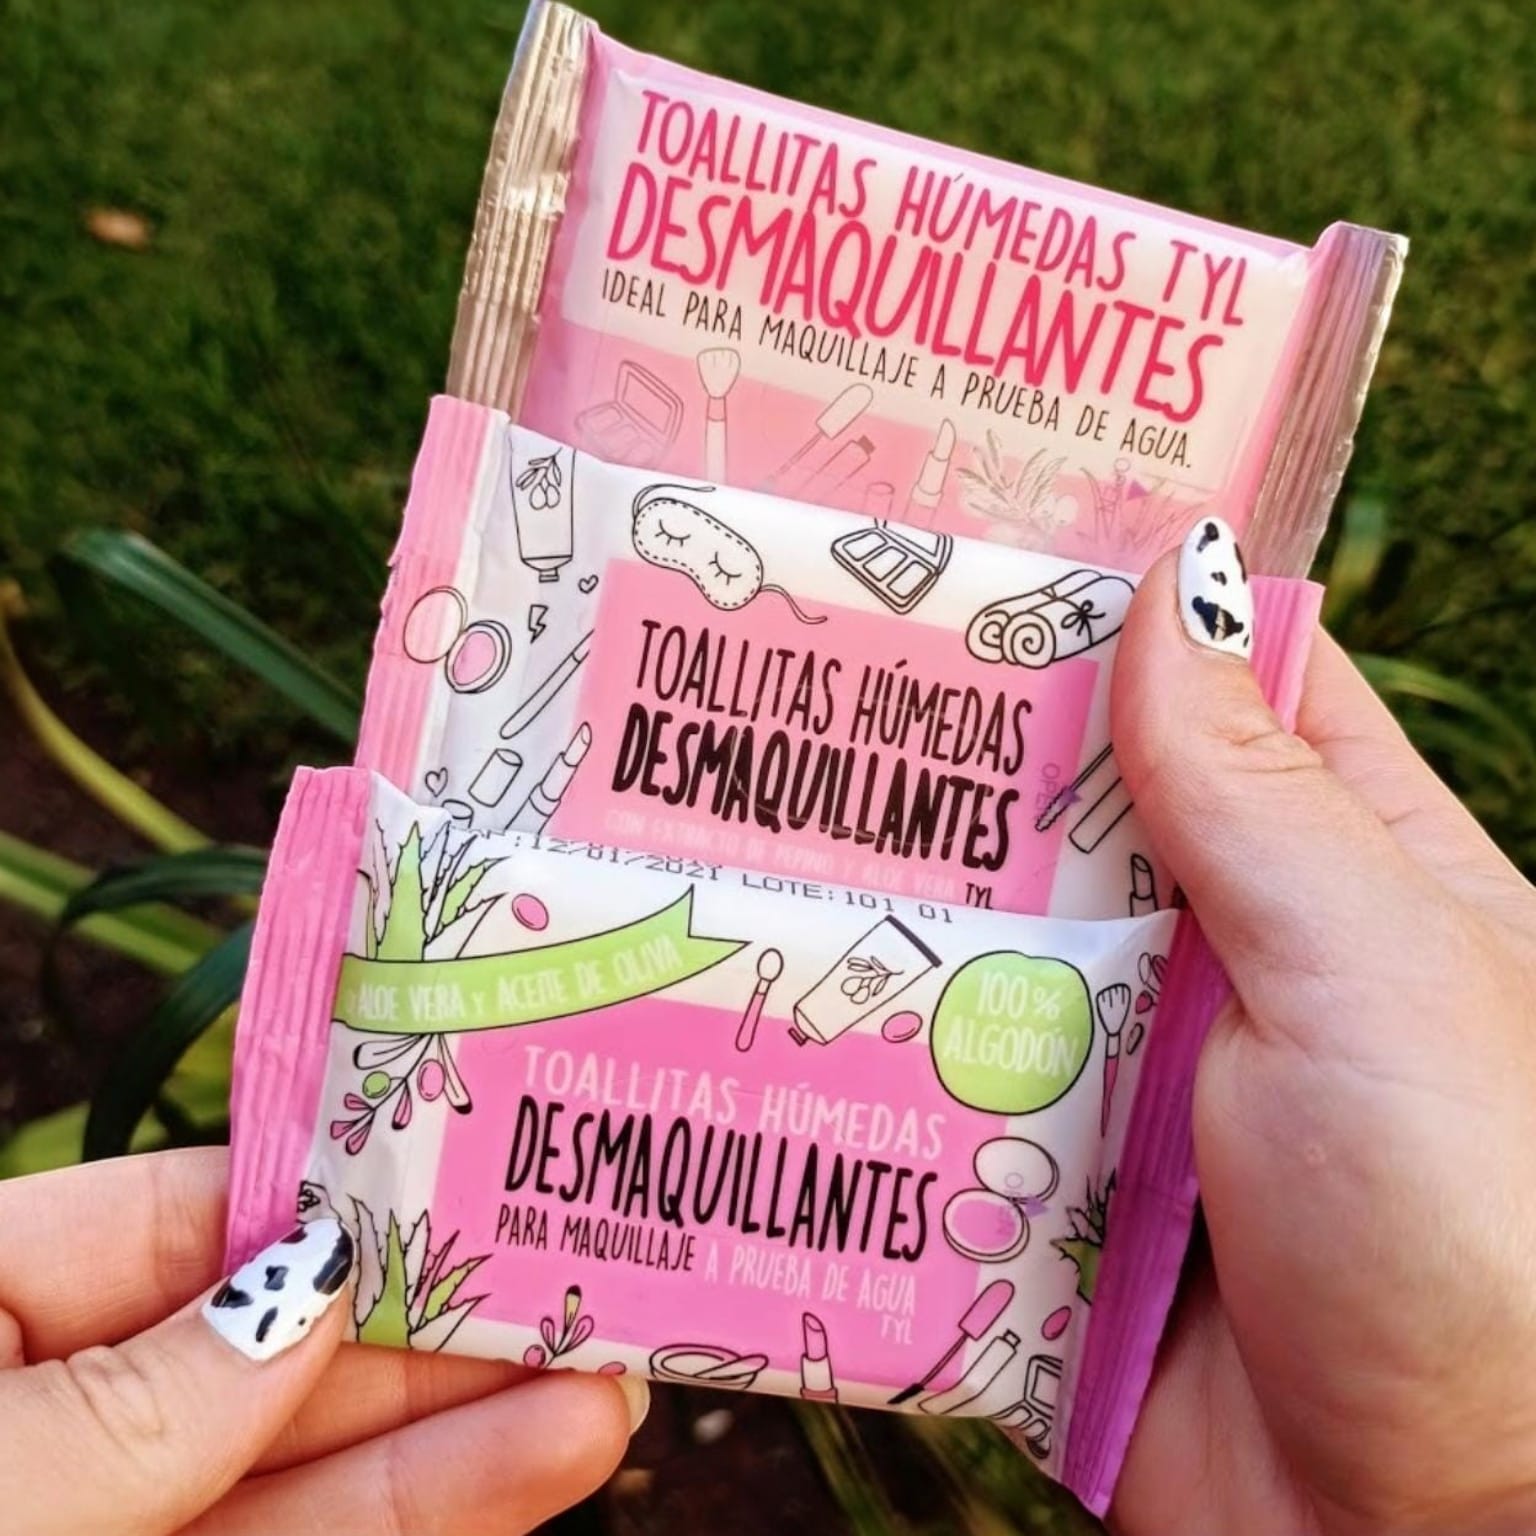 TOALLITAS HÚMEDAS TYL
DESMAQUILLANTES
IDEAL PARA MAQUILLAJE A PRUEBA DE AGUA.
TOALLITAS HÚMEDAS
DESMAQUILLANTES
CON EXTRACTO DE PEPINO Y ALOE VERA
TYL
:12/01/2021 LOTE:101 01
ALOE VERA Y ACEITE DE OLIVA
100%
ALGODÓN
TOALLITAS HÚMEDAS
DESMAQUILLANTES
PARA MAQUILLAJE A PRUEBA DE AGUA
TYL